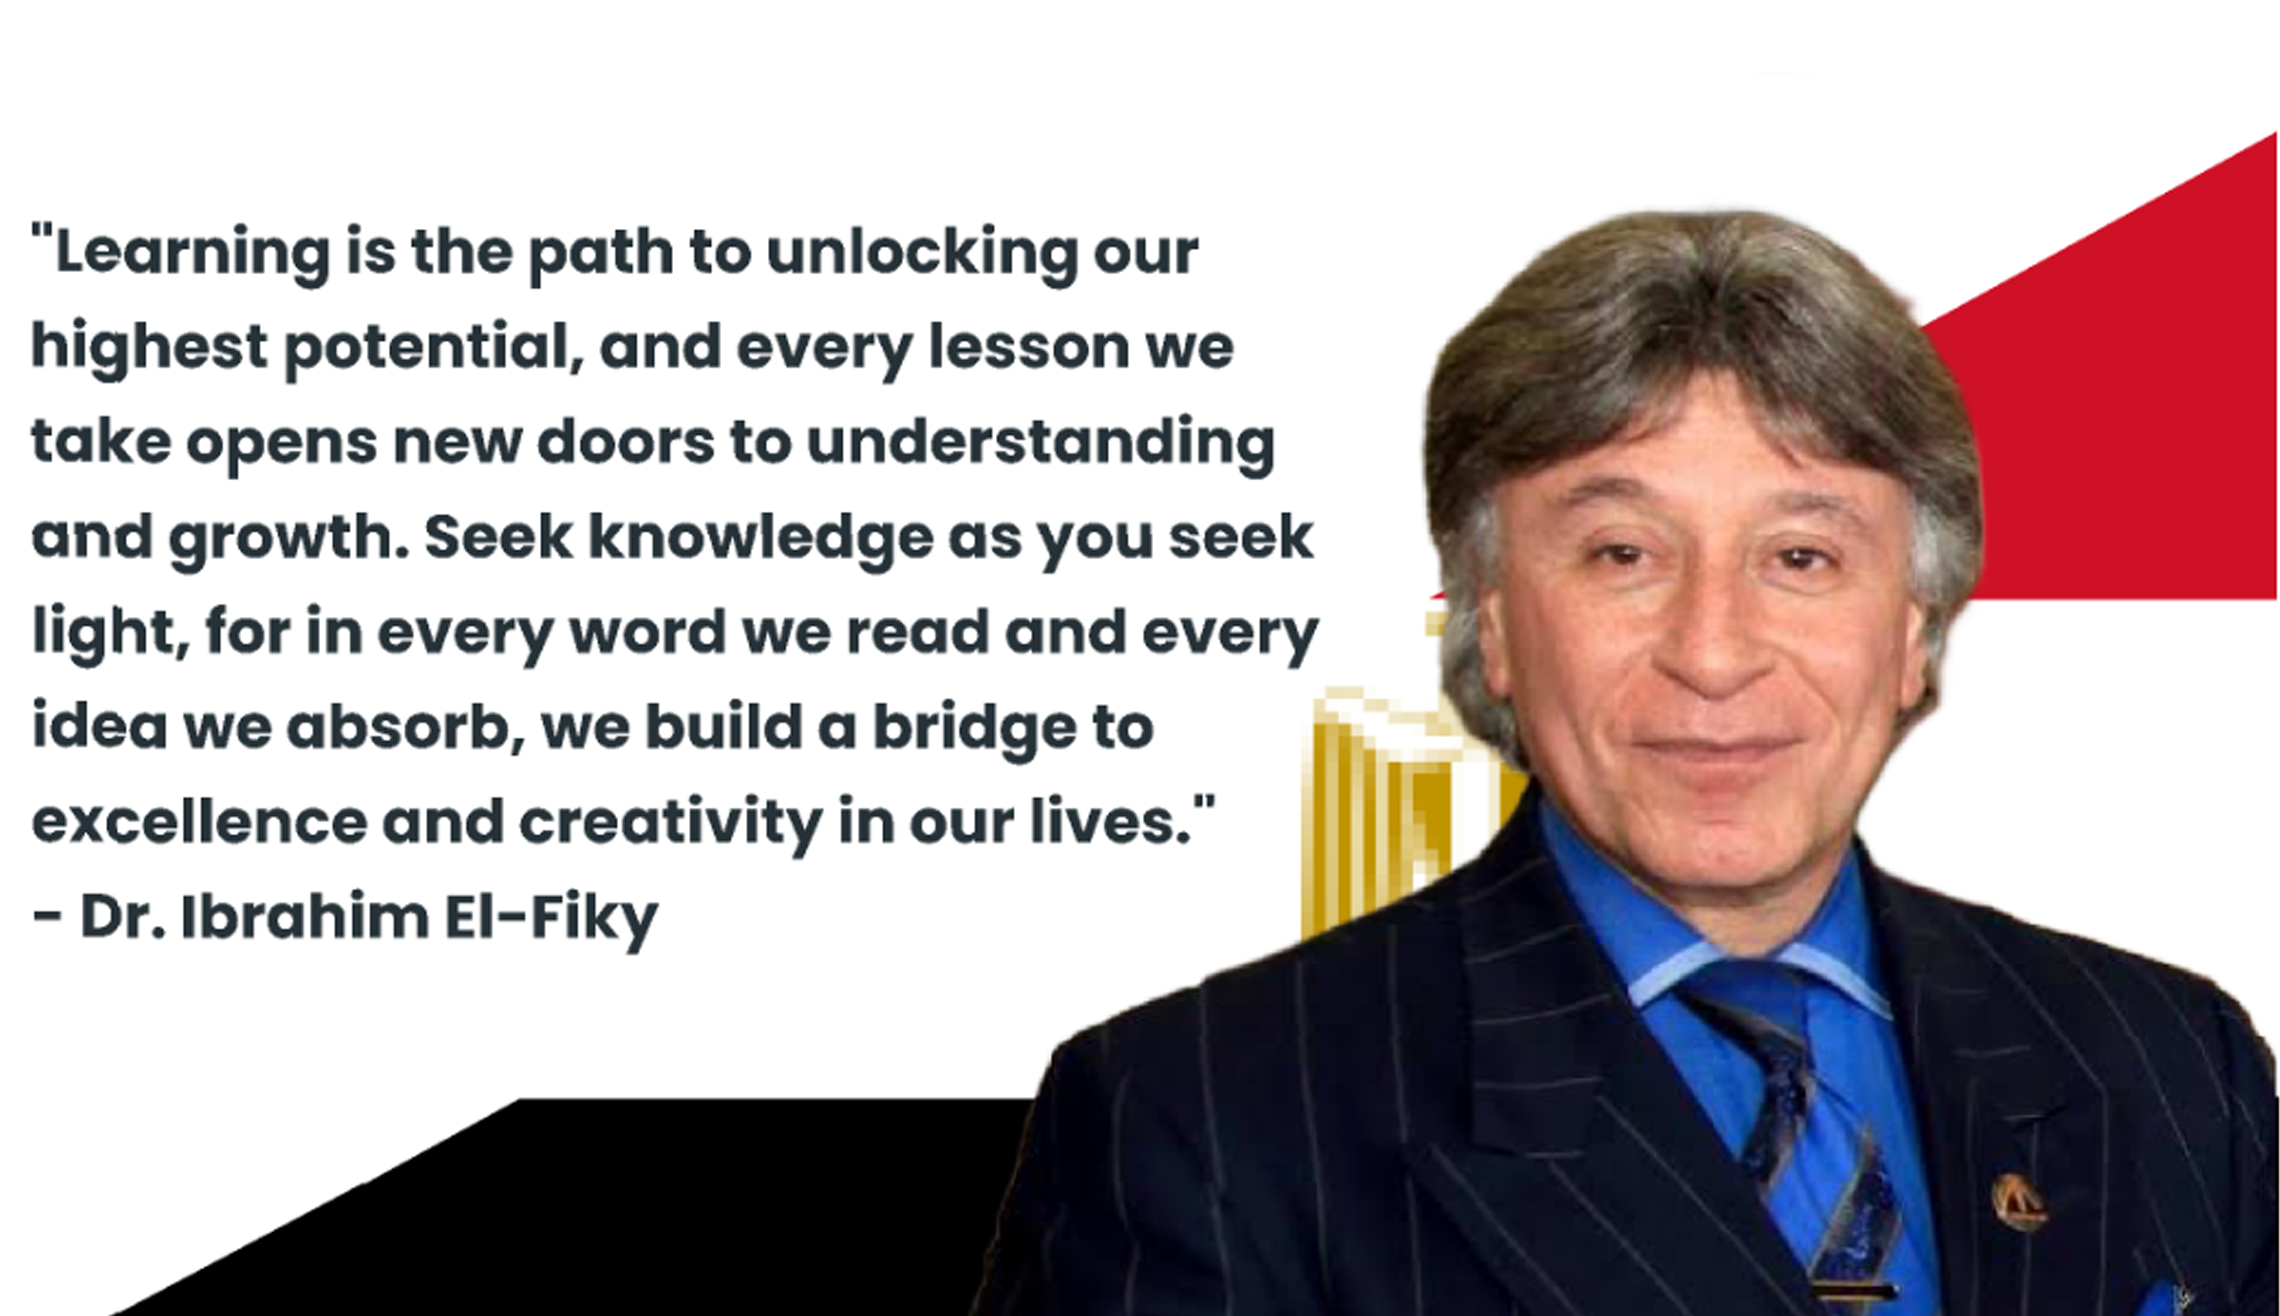 "Learning is the path to unlocking our
highest potential, and every lesson we
take opens new doors to understanding
and growth. Seek knowledge as you seek
light, for in every word we read and every
idea we absorb, we build a bridge to
excellence and creativity in our lives."
- Dr. Ibrahim El-Fiky